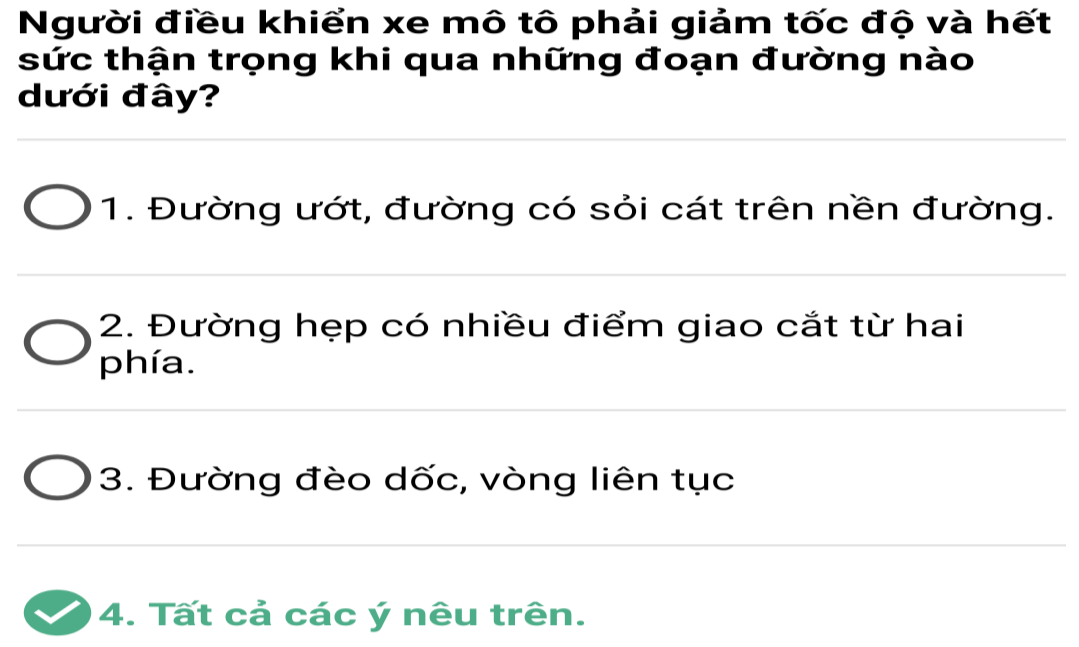 Người điều khiển xe mô tô phải giảm tốc độ và hết
sức thận trọng khi qua những đoạn đường nào
dưới đây?
1. Đường ướt, đường có sỏi cát trên nền đường.
2. Đường hẹp có nhiều điểm giao cắt từ hai
phía.
3. Đường đèo dốc, vòng liên tục
4. Tất cả các ý nêu trên.